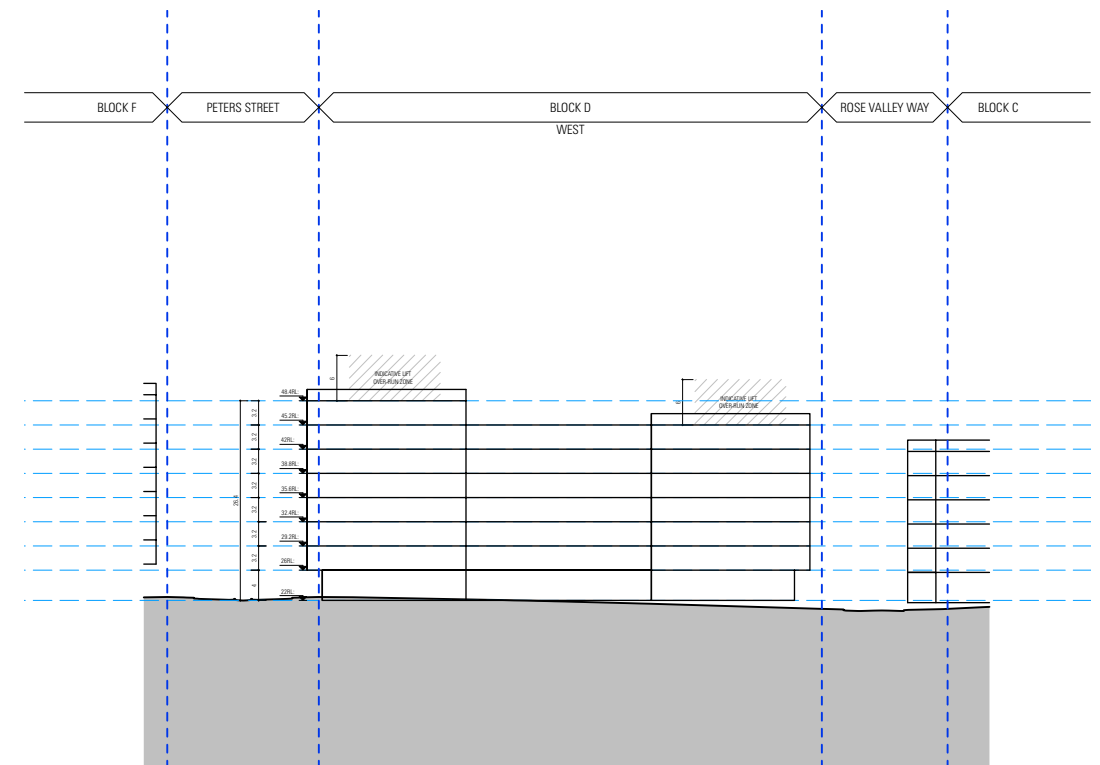 BLOCK F
PETERS STREET
BLOCK D
ROSE VALLEY WAY
BLOCK C
WEST
6
INDICATIVE LIFT
OVER-RUN ZONE
6
INDICATIVE LIFT
OVER-RUN ZONE
48.4RL:
3.2
45.2RL:
3.2
42RL:
3.2
38.8RL:
3.2
35.6RL:
26.4
3.2
32.4RL:
3.2
29.2RL:
3.2
26RL:
4
22RL: